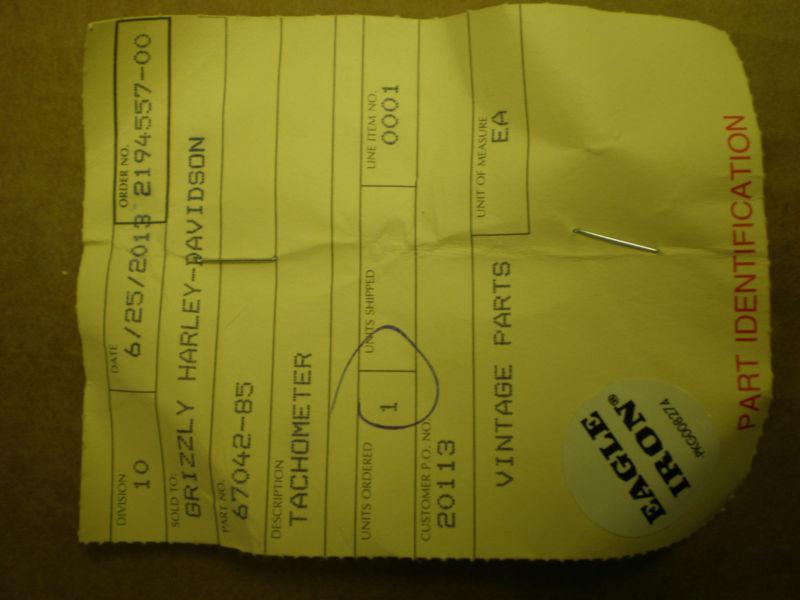 DIVISION DATE ORDER NO.
10 6/25/2013 2194557-00
SOLD TO:
GRIZZLY HARLEY-DAVIDSON
PART NO.
67042-85
DESCRIPTION
TACHOMETER
UNITS ORDERED UNITS SHIPPED LINE ITEM NO.
1 0001
CUSTOMER P.O. NO.
20113
UNIT OF MEASURE
VINTAGE PARTS EA
EAGLE
IRON®
PKG00827A
PART IDENTIFICATION